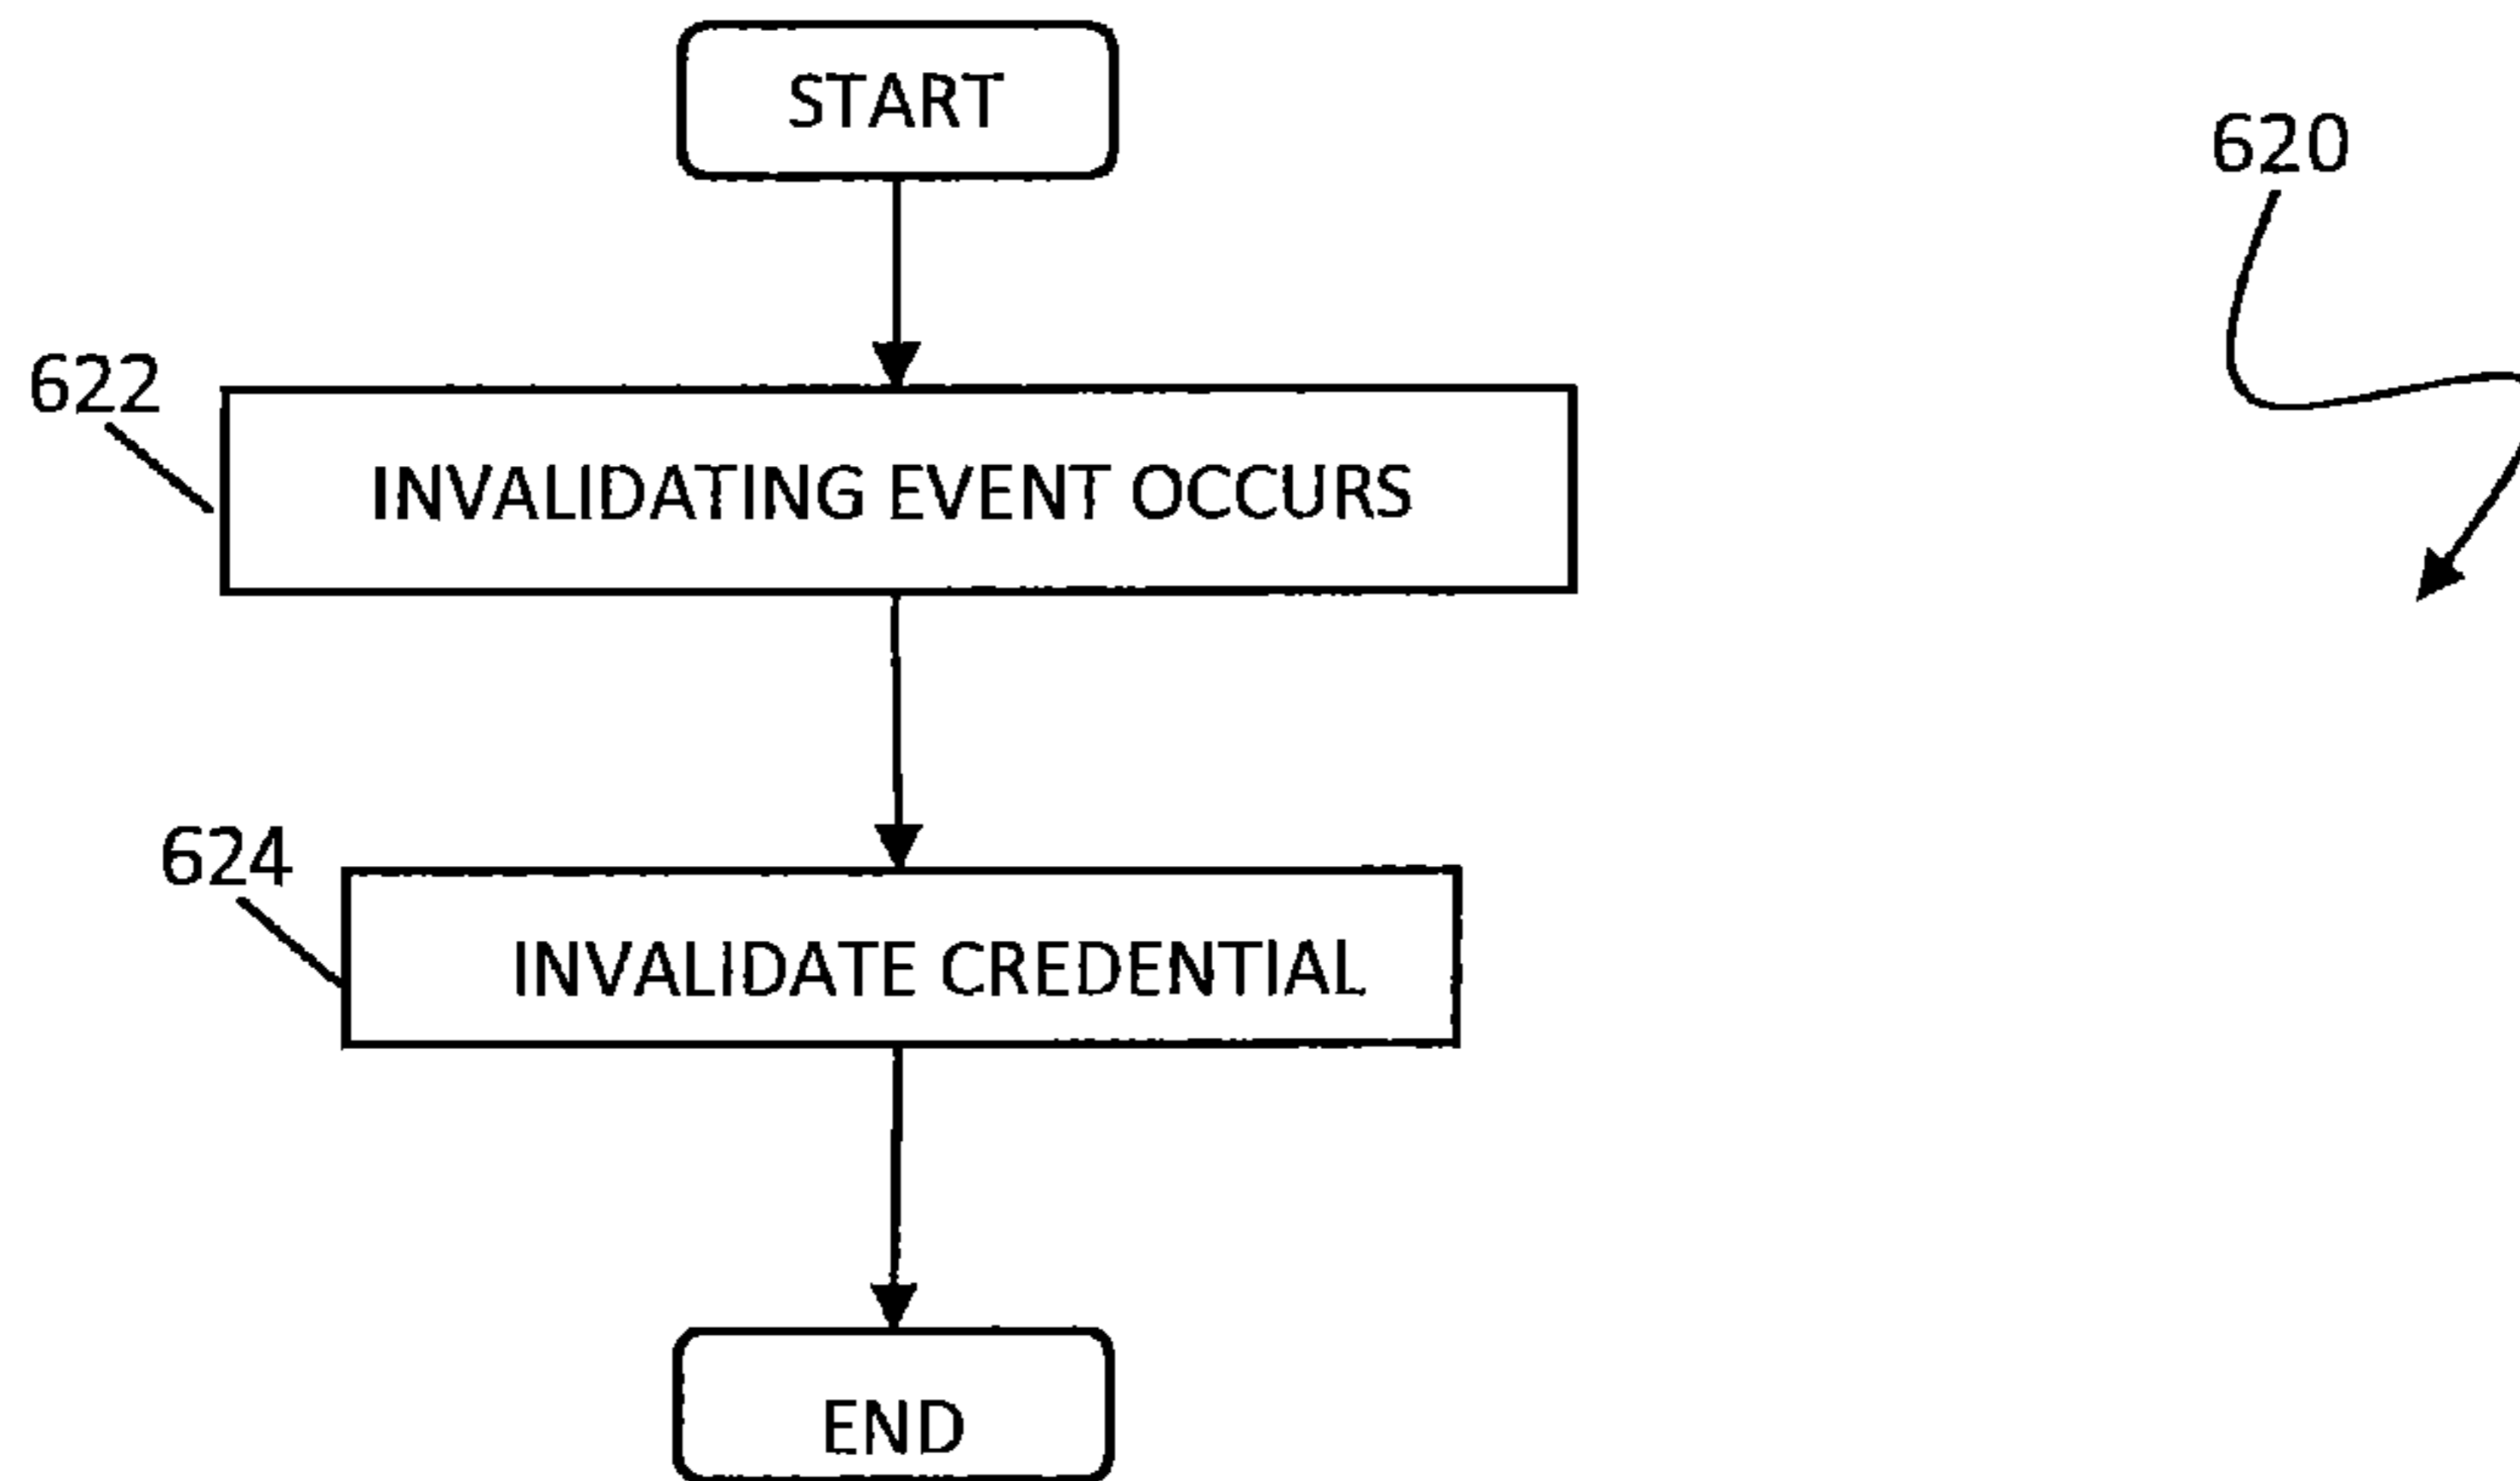 START
620
622
INVALIDATING EVENT OCCURS
624
INVALIDATE CREDENTIAL
END